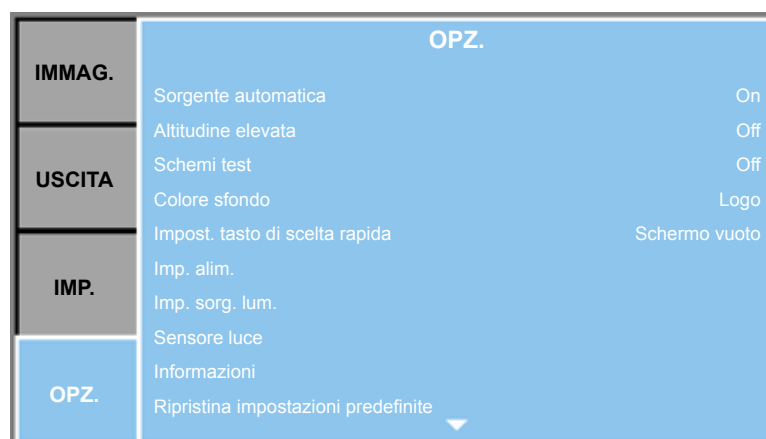 IMMAG.
USCITA
IMP.
OPZ.
OPZ.
Sorgente automatica On
Altitudine elevata Off
Schemi test Off
Colore sfondo Logo
Impost. tasto di scelta rapida Schermo vuoto
Imp. alim.
Imp. sorg. lum.
Sensore luce
Informazioni
Ripristina impostazioni predefinite